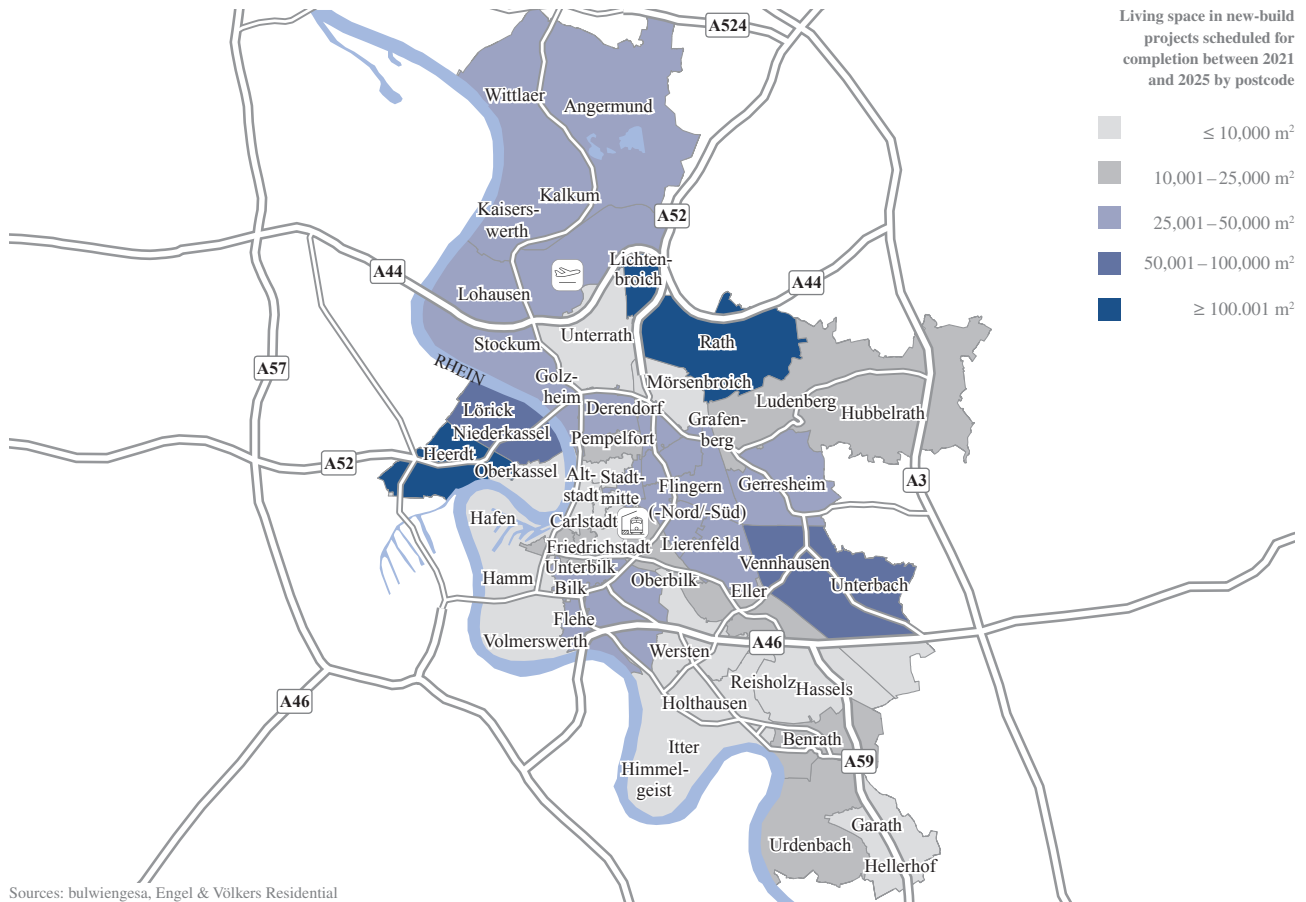 Living space in new-build
projects scheduled for
completion between 2021
and 2025 by postcode
≤ 10,000 m²
10,001 – 25,000 m²
25,001 – 50,000 m²
50,001 – 100,000 m²
≥ 100.001 m²
A524
Wittlaer
Angermund
Kalkum
Kaisers-
werth
A52
Lichten-
broich
A44
A44
Lohausen
Unterrath
Rath
Stockum
RHEIN
A57
Golz-
heim
Mörsenbroich
Ludenberg
Hubbelrath
Derendorf
Grafen-
berg
Lörick
Niederkassel
Pempelfort
Heerdt
A52
Oberkassel
Alt-
stadt
Stadt-
mitte
Flingern
(-Nord/-Süd)
Gerresheim
A3
Hafen
Carlstadt
Friedrichstadt
Lierenfeld
Unterbilk
Vennhausen
Hamm
Bilk
Oberbilk
Eller
Unterbach
Flehe
Volmerswerth
A46
Wersten
Reisholz
Hassels
A46
Holthausen
Benrath
Itter
A59
Himmel-
geist
Garath
Urdenbach
Hellerhof
Sources: bulwiengesa, Engel & Völkers Residential